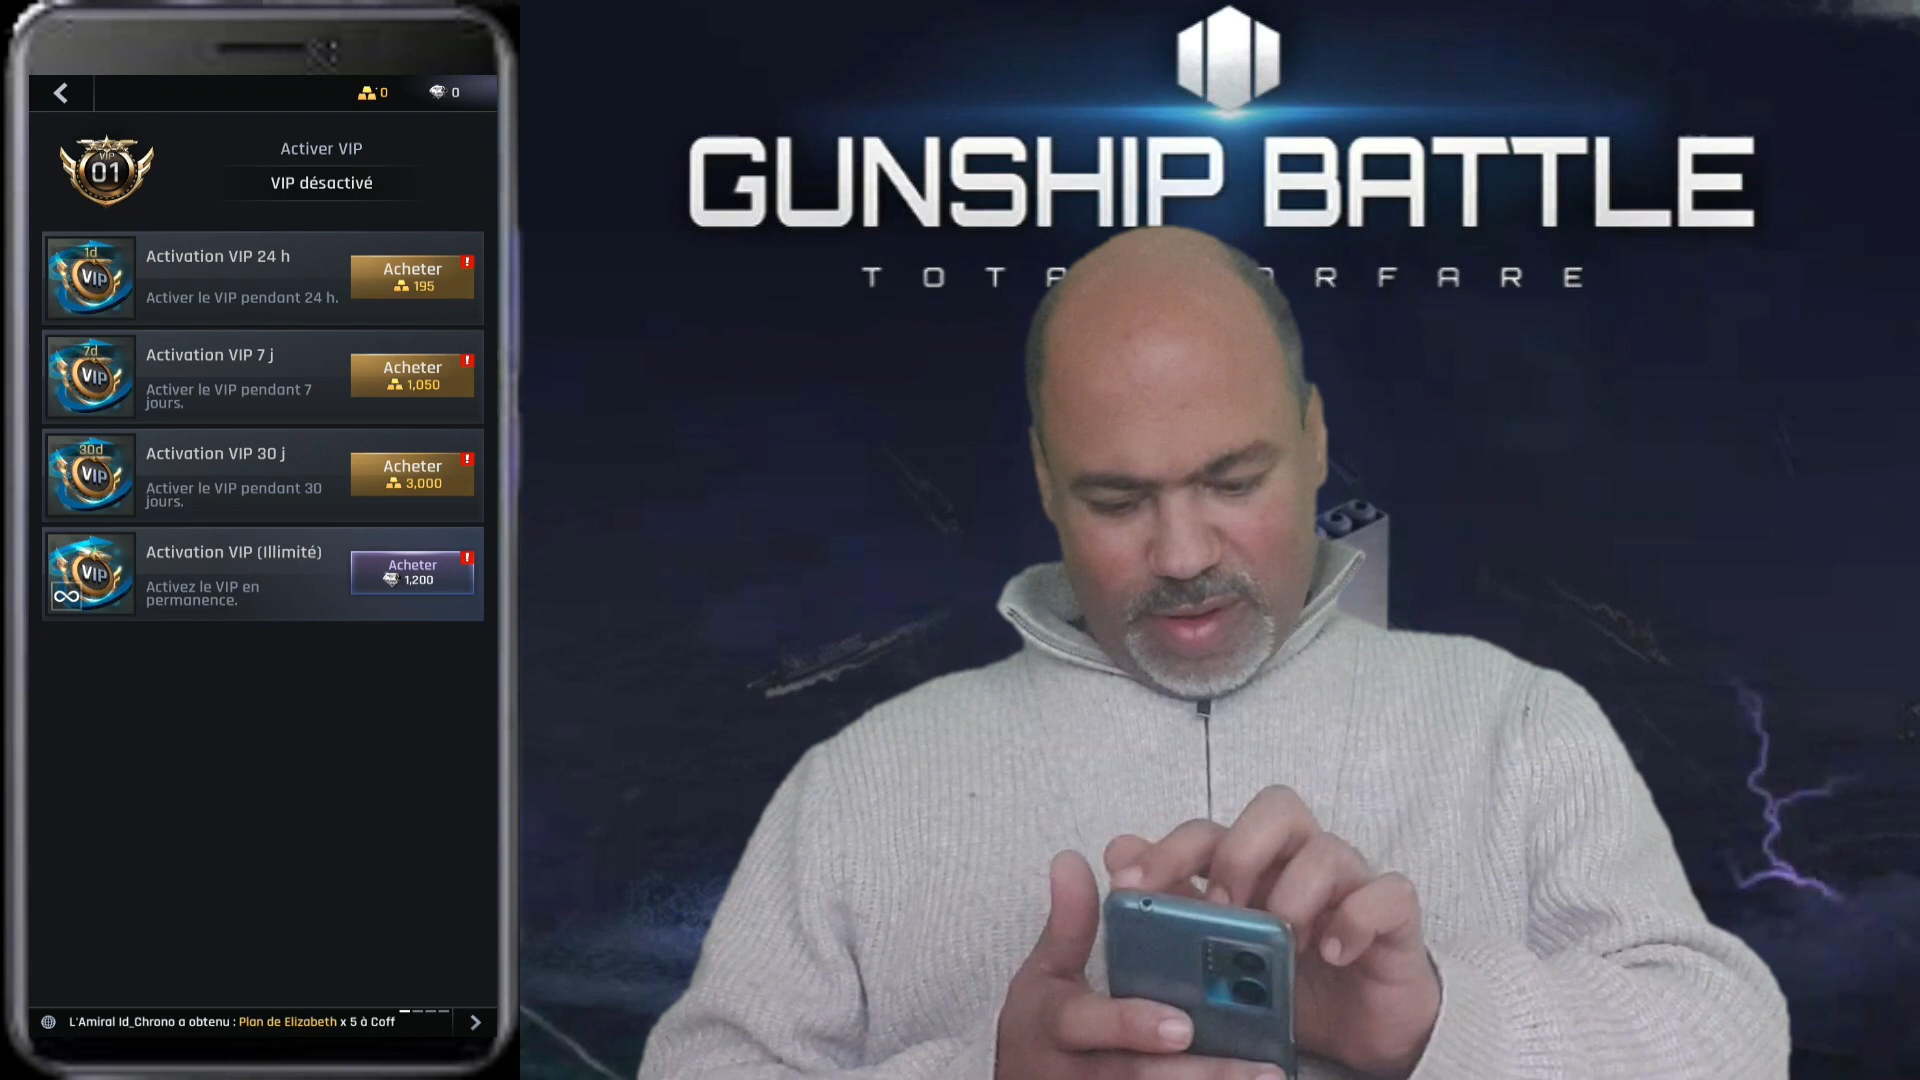 0
0
VIP
01
Activer VIP
VIP désactivé
1d
VIP
Activation VIP 24 h
Activer le VIP pendant 24 h.
Acheter
195
!
7d
VIP
Activation VIP 7 j
Activer le VIP pendant 7
jours.
Acheter
1,050
!
30d
VIP
Activation VIP 30 j
Activer le VIP pendant 30
jours.
Acheter
3,000
!
VIP
∞
Activation VIP (Illimité)
Activez le VIP en
permanence.
Acheter
1,200
!
L'Amiral Id_Chrono a obtenu : Plan de Elizabeth x 5 à Coff
GUNSHIP BATTLE
TOTA RFARE